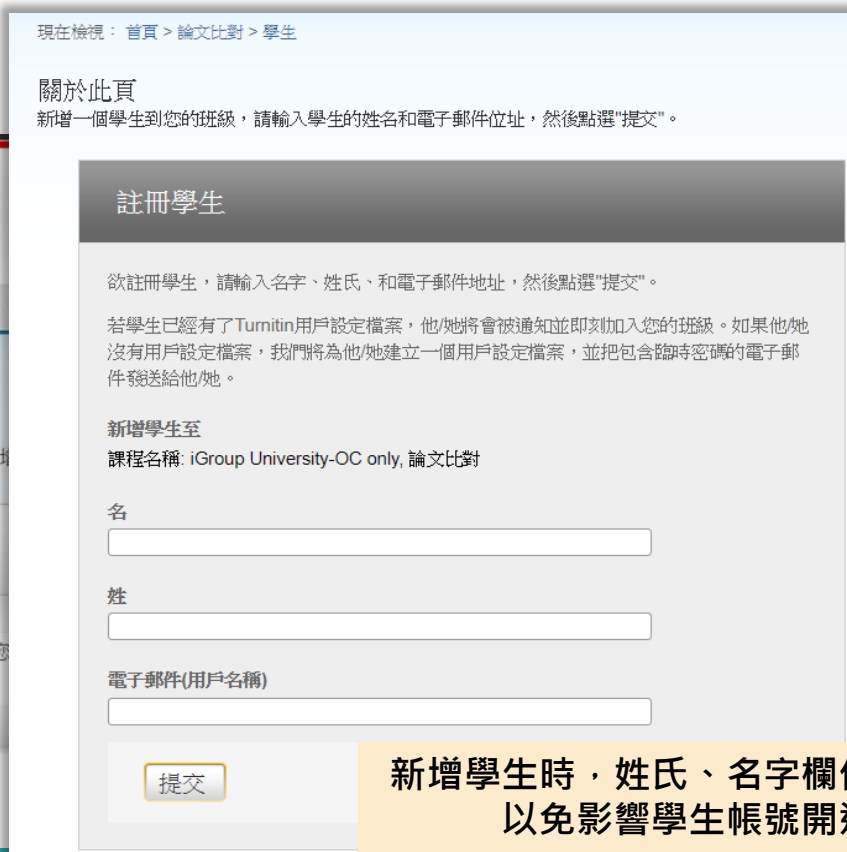 現在檢視： 首頁 > 論文比對 > 學生
關於此頁
新增一個學生到您的班級，請輸入學生的姓名和電子郵件位址，然後點選"提交"。
註冊學生
欲註冊學生，請輸入名字、姓氏、和電子郵件地址，然後點選"提交"。
若學生已經有了Turnitin用戶設定檔案，他/她將會被通知並即刻加入您的班級。如果他/她
沒有用戶設定檔案，我們將為他/她建立一個用戶設定檔案，並把包含臨時密碼的電子郵
件發送給他/她。
新增學生至
課程名稱: iGroup University-OC only, 論文比對
名
姓
電子郵件(用戶名稱)
提交
新增學生時，姓氏、名字欄
以免影響學生帳號開